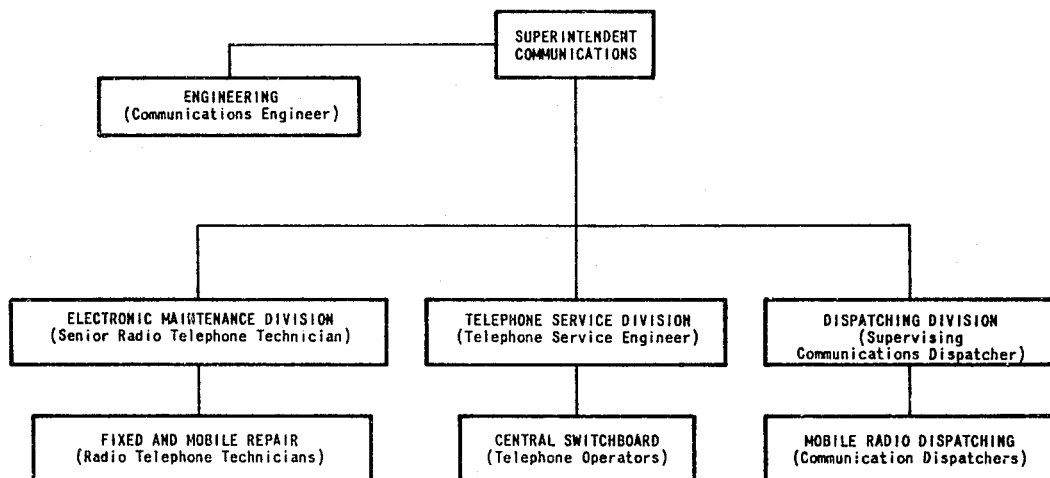 SUPERINTENDENT
COMMUNICATIONS
ENGINEERING
(Communications Engineer)
ELECTRONIC MAINTENANCE DIVISION
(Senior Radio Telephone Technician)
TELEPHONE SERVICE DIVISION
(Telephone Service Engineer)
DISPATCHING DIVISION
(Supervising
Communications Dispatcher)
FIXED AND MOBILE REPAIR
(Radio Telephone Technicians)
CENTRAL SWITCHBOARD
(Telephone Operators)
MOBILE RADIO DISPATCHING
(Communication Dispatchers)